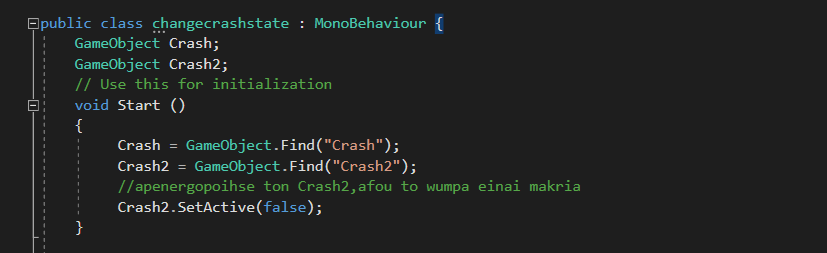 public class changecrashstate : MonoBehaviour {
GameObject Crash;
GameObject Crash2;
// Use this for initialization
void Start ()
{
Crash = GameObject.Find("Crash");
Crash2 = GameObject.Find("Crash2");
//apenergopoihse ton Crash2,afou to wumpa einai makria
Crash2.SetActive(false);
}